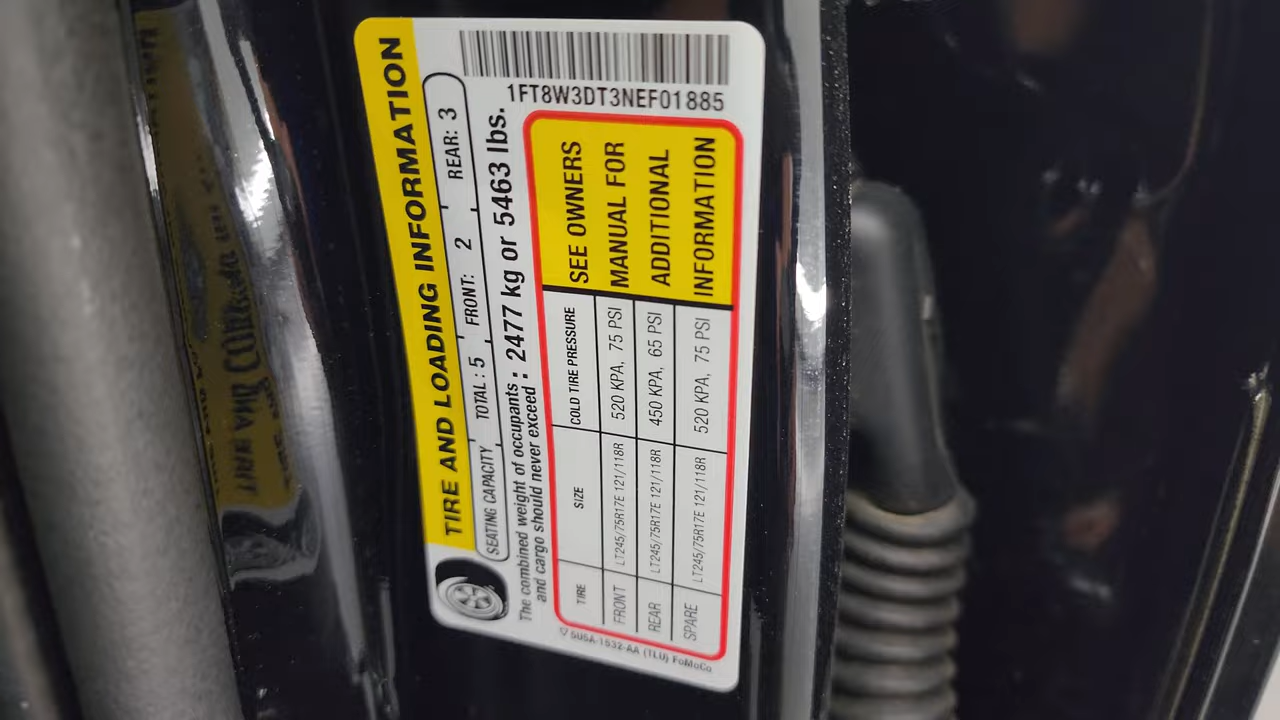 TIRE AND LOADING INFORMATION
SEATING CAPACITY TOTAL : 5 FRONT: 2 REAR: 3
The combined weight of occupants and cargo should never exceed : 2477 kg or 5463 lbs.
1FT8W3DT3NEF01885
TIRE SIZE COLD TIRE PRESSURE
FRONT LT245/75R17E 121/118R 520 KPA, 75 PSI
REAR LT245/75R17E 121/118R 450 KPA, 65 PSI
SPARE LT245/75R17E 121/118R 520 KPA, 75 PSI
SEE OWNERS
MANUAL FOR
ADDITIONAL
INFORMATION
5U5A-1532-AA (1LU) FoMoCo